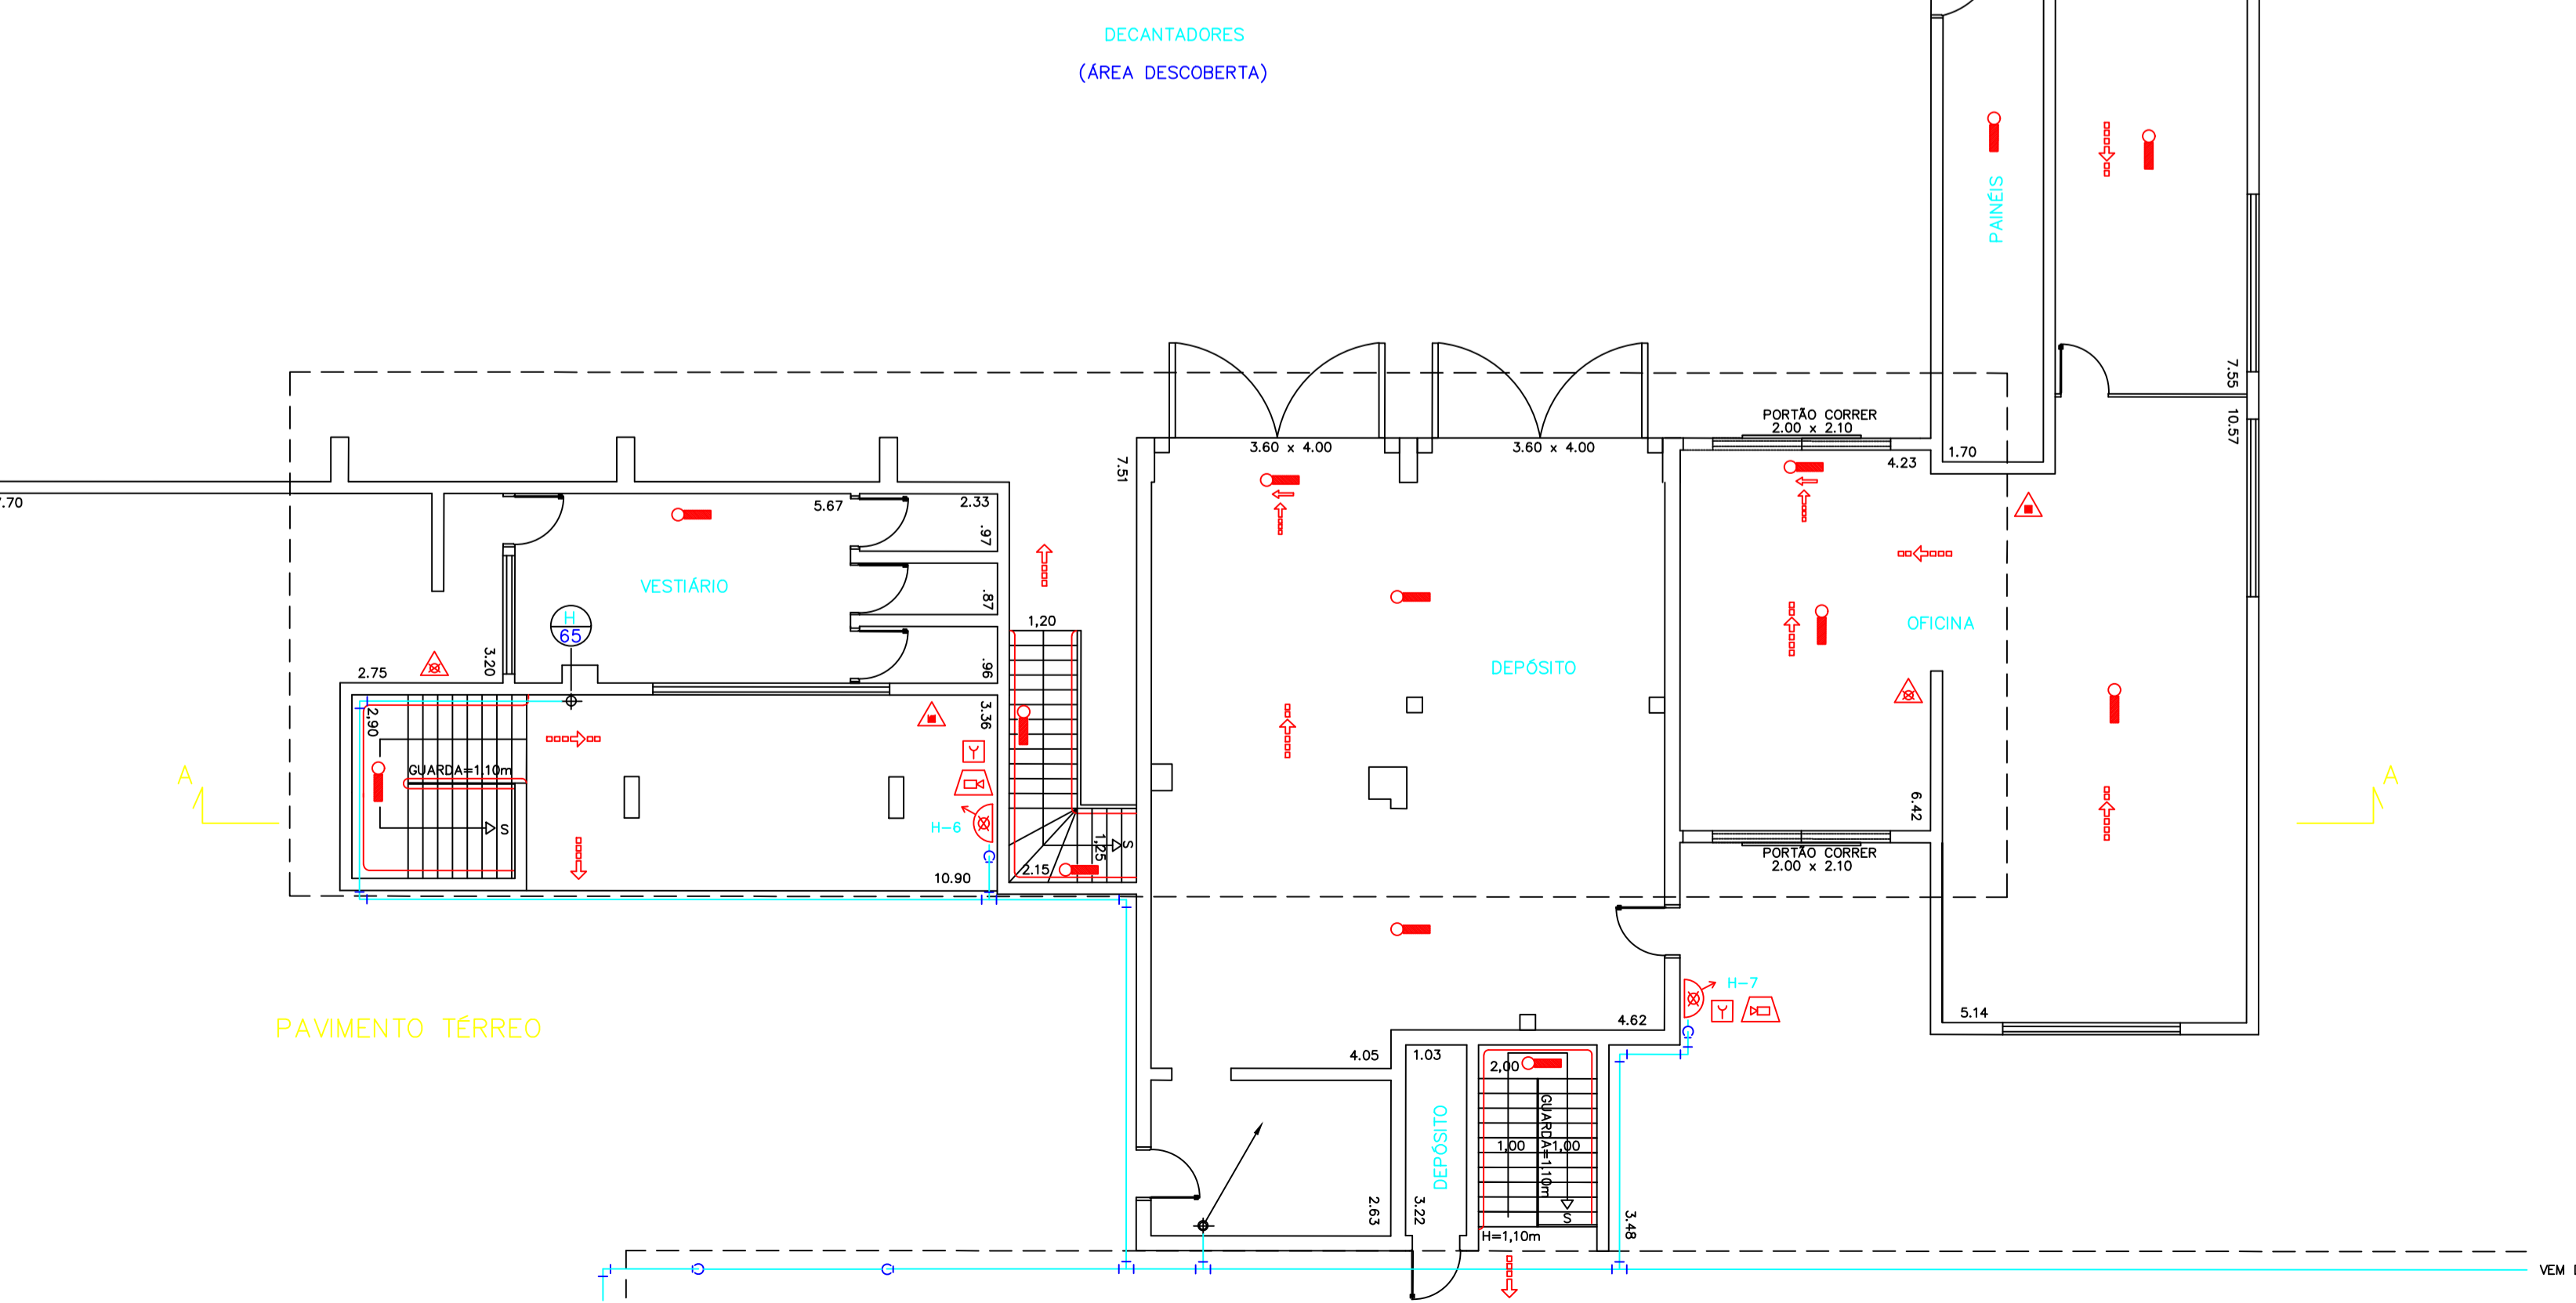 DECANTADORES
(ÁREA DESCOBERTA)
PAINÉIS
7.55
10.57
PORTÃO CORRER
2.00 x 2.10
3.60 x 4.00
3.60 x 4.00
7.51
4.23
1.70
5.67
2.33
.97
VESTIÁRIO
.87
H
65
1,20
OFICINA
3.20
.96
DEPÓSITO
2.75
2,90
3.36
GUARDA=1,10m
A
A
S
H-6
6.42
1,25
S
PORTÃO CORRER
2.00 x 2.10
10.90
2.15
H-7
PAVIMENTO TÉRREO
4.62
5.14
4.05
1.03
2,00
GUARDA=1,10m
DEPÓSITO
1,00
1,00
2.63
3.22
S
3.48
H=1,10m
VEM